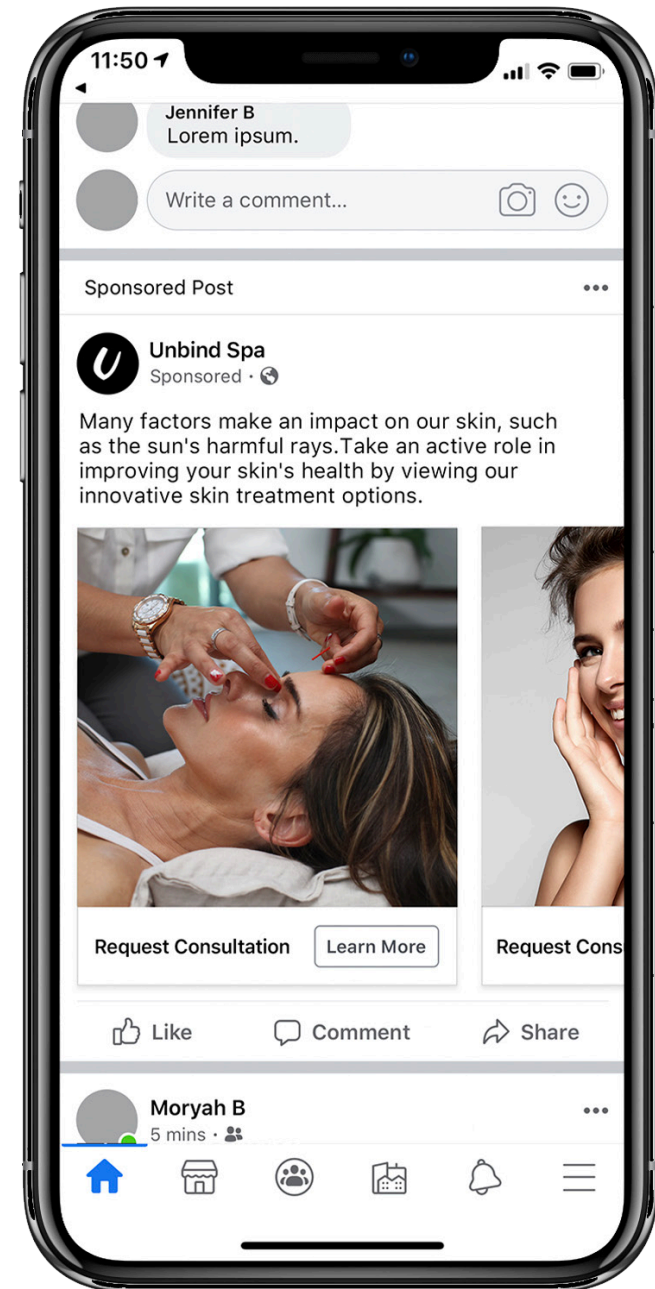 11:50
Jennifer B
Lorem ipsum.
Write a comment...
Sponsored Post
U
Unbind Spa
Sponsored ·
Many factors make an impact on our skin, such
as the sun's harmful rays.Take an active role in
improving your skin's health by viewing our
innovative skin treatment options.
Request Consultation
Learn More
Request Cons
Like
Comment
Share
Moryah B
5 mins ·